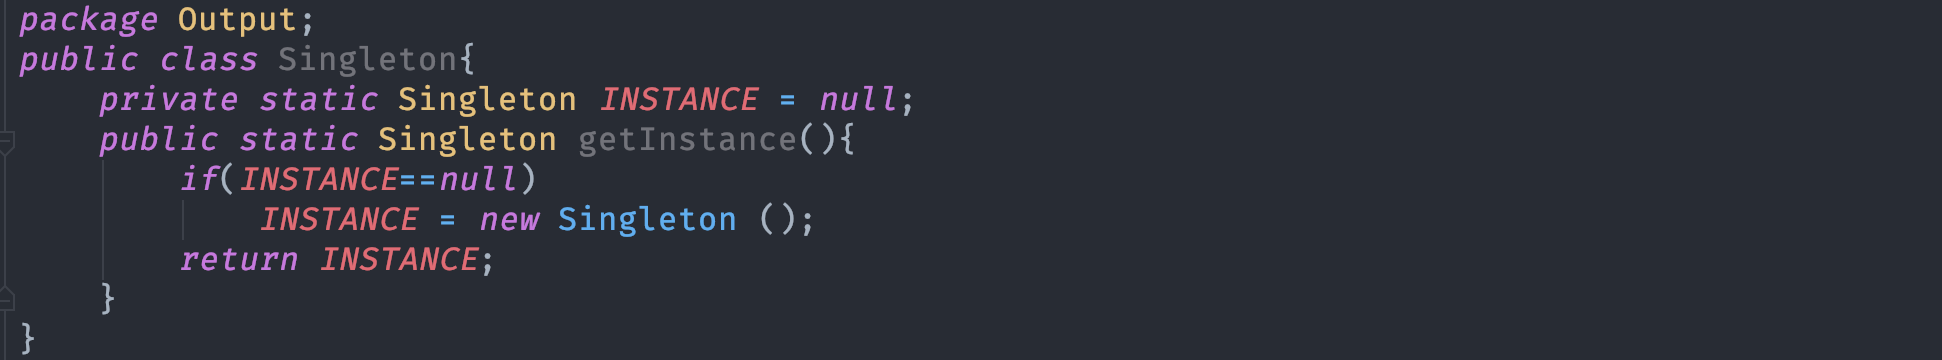 package Output;
public class Singleton{
    private static Singleton INSTANCE = null;
    public static Singleton getInstance(){
        if(INSTANCE==null)
            INSTANCE = new Singleton ();
        return INSTANCE;
    }
}